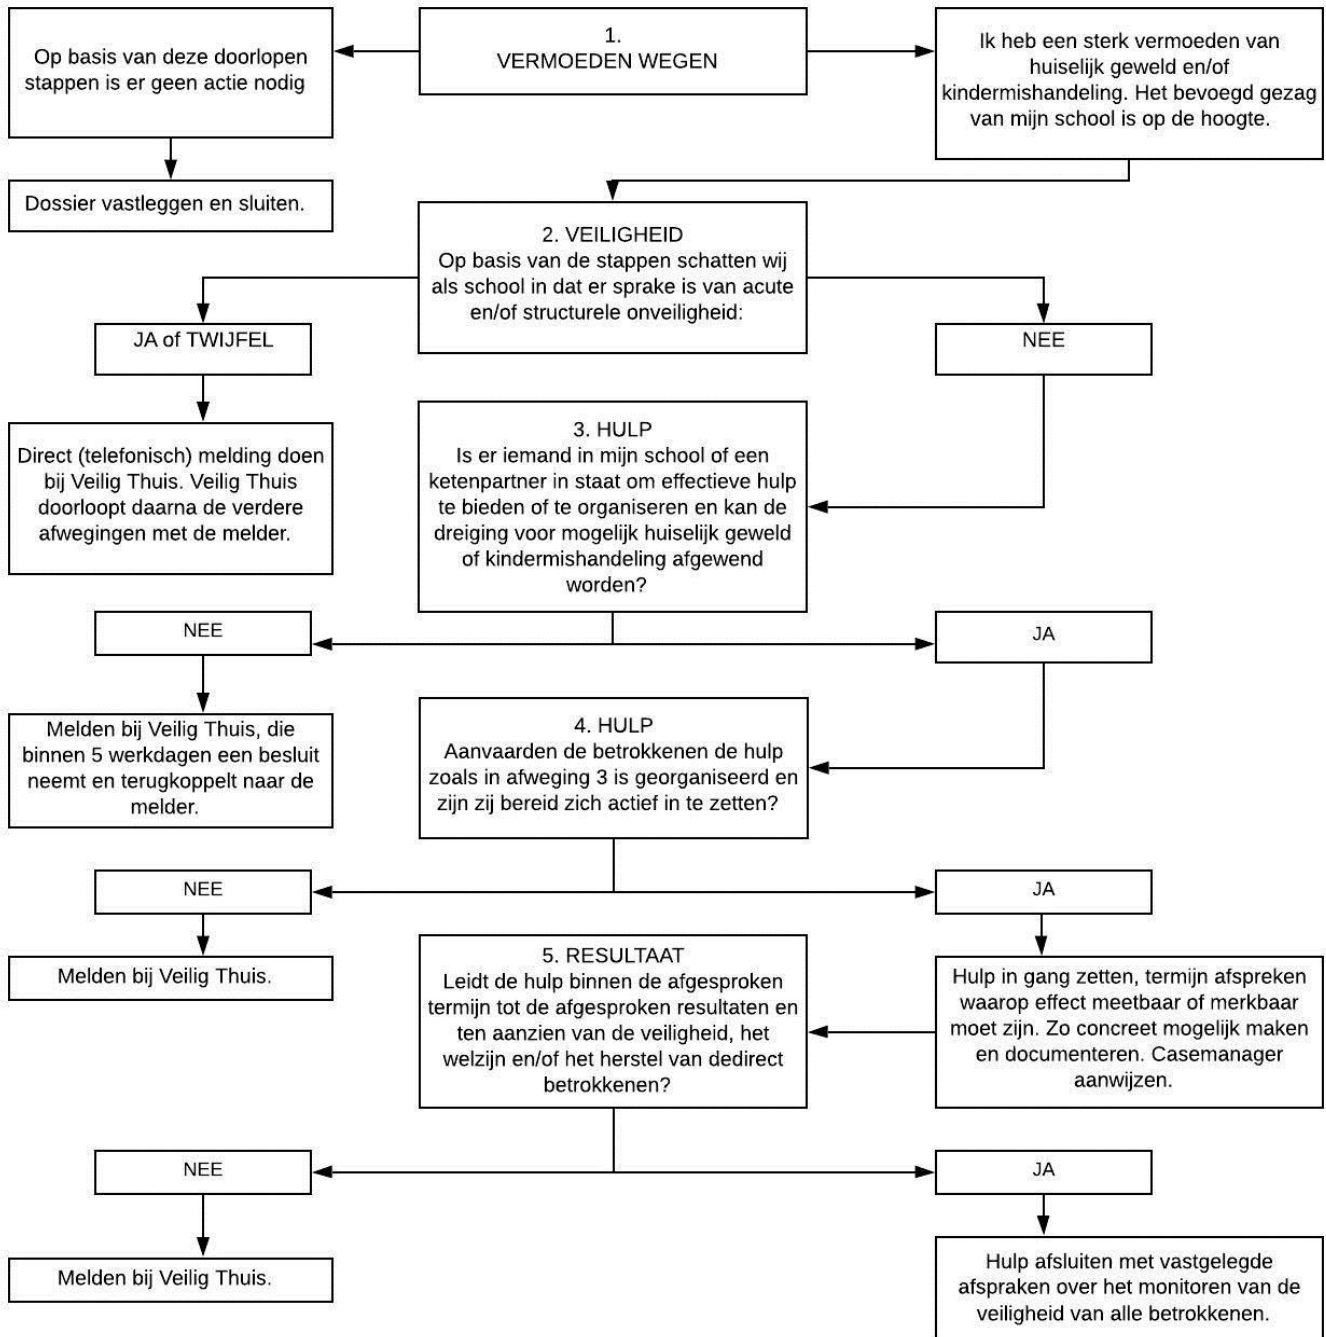 1.
VERMOEDEN WEGEN
Op basis van deze doorlopen
stappen is er geen actie nodig
Ik heb een sterk vermoeden van
huiselijk geweld en/of
kindermishandeling. Het bevoegd gezag
van mijn school is op de hoogte.
Dossier vastleggen en sluiten.
2. VEILIGHEID
Op basis van de stappen schatten wij
als school in dat er sprake is van acute
en/of structurele onveiligheid:
JA of TWIJFEL
NEE
Direct (telefonisch) melding doen
bij Veilig Thuis. Veilig Thuis
doorloopt daarna de verdere
afwegingen met de melder.
3. HULP
Is er iemand in mijn school of een
ketenpartner in staat om effectieve hulp
te bieden of te organiseren en kan de
dreiging voor mogelijk huiselijk geweld
of kindermishandeling afgewend
worden?
NEE
JA
Melden bij Veilig Thuis, die
binnen 5 werkdagen een besluit
neemt en terugkoppelt naar de
melder.
4. HULP
Aanvaarden de betrokkenen de hulp
zoals in afweging 3 is georganiseerd en
zijn zij bereid zich actief in te zetten?
NEE
JA
Melden bij Veilig Thuis.
Hulp in gang zetten, termijn afspreken
waarop effect meetbaar of merkbaar
moet zijn. Zo concreet mogelijk maken
en documenteren. Casemanager
aanwijzen.
5. RESULTAAT
Leidt de hulp binnen de afgesproken
termijn tot de afgesproken resultaten en
ten aanzien van de veiligheid, het
welzijn en/of het herstel van dedirect
betrokkenen?
NEE
JA
Melden bij Veilig Thuis.
Hulp afsluiten met vastgelegde
afspraken over het monitoren van de
veiligheid van alle betrokkenen.